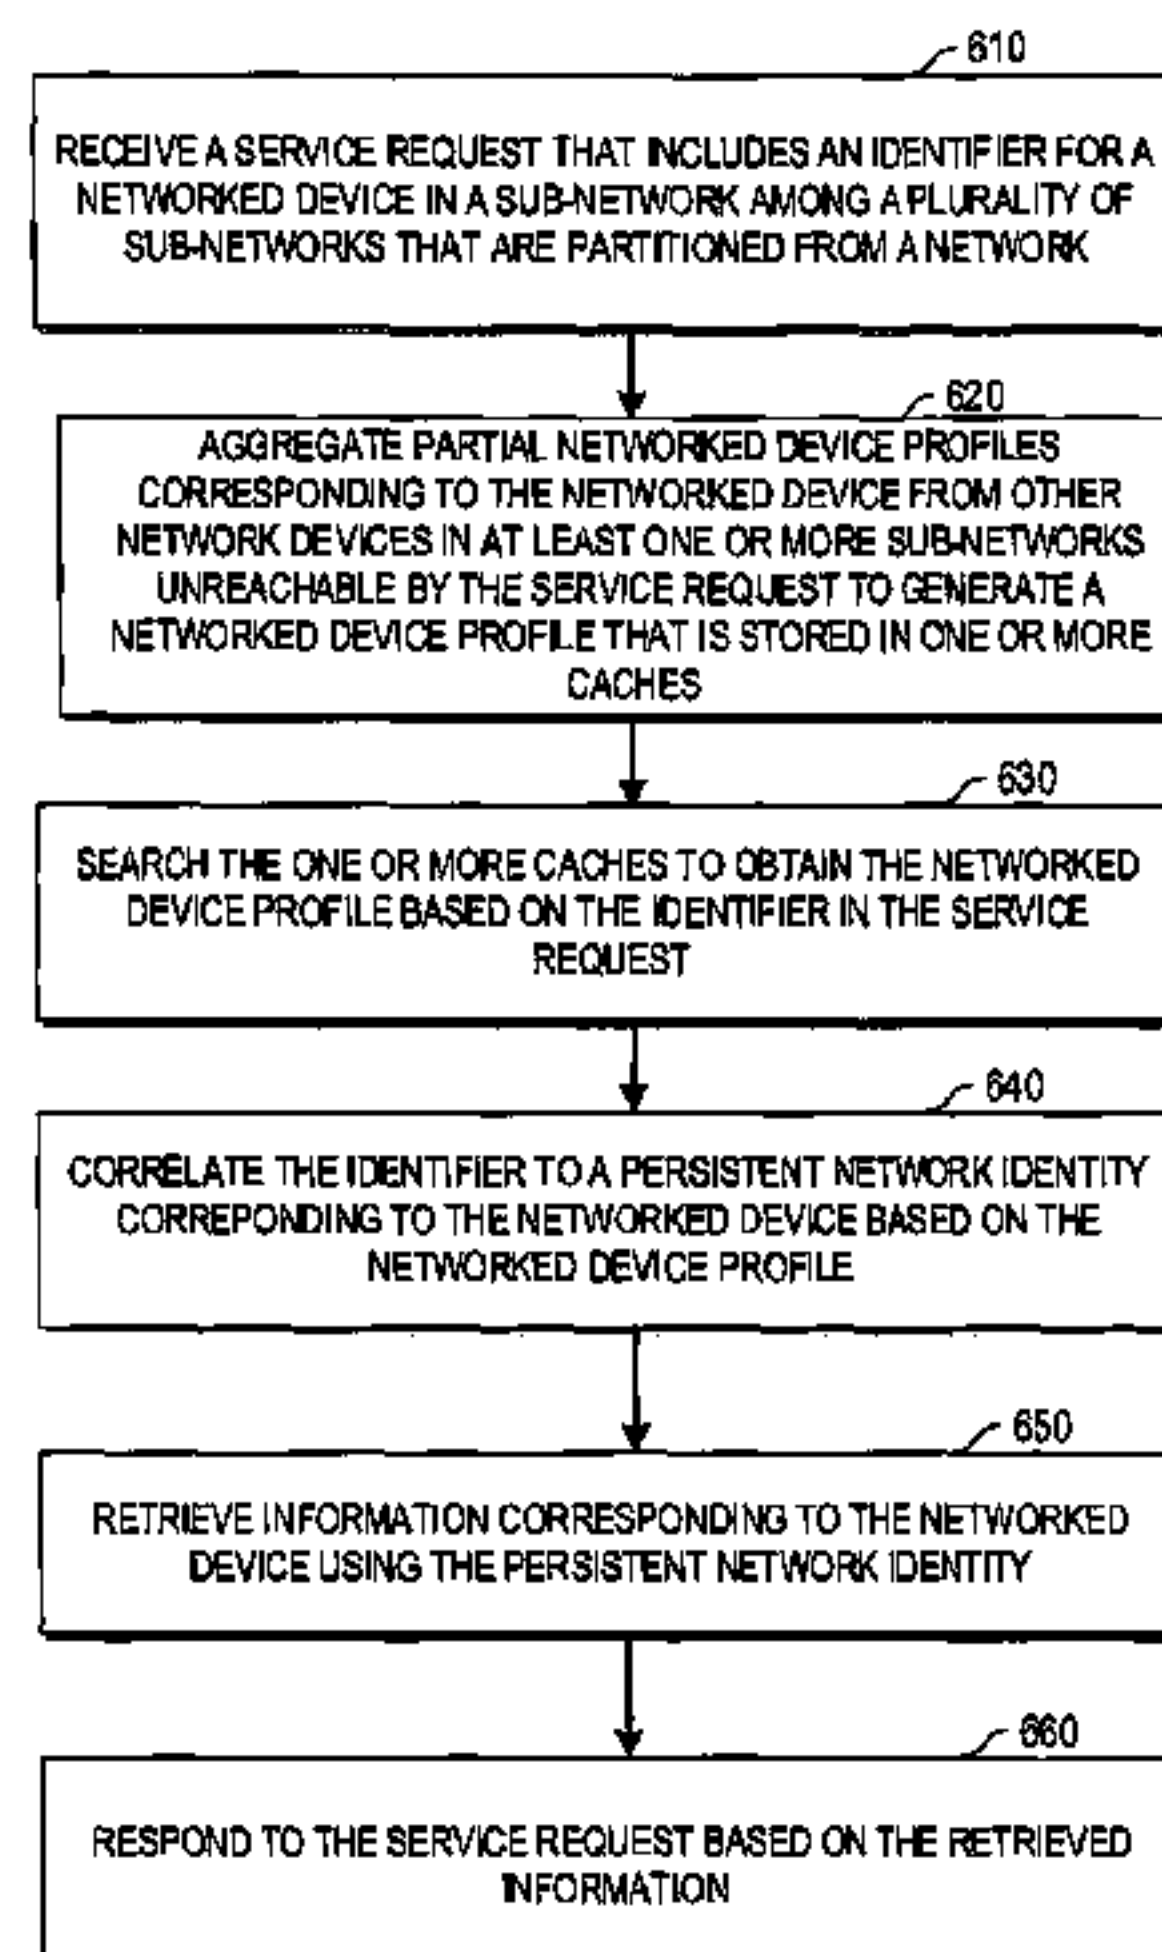 610
RECEIVE A SERVICE REQUEST THAT INCLUDES AN IDENTIFIER FOR A
NETWORKED DEVICE IN A SUB-NETWORK AMONG A PLURALITY OF
SUB-NETWORKS THAT ARE PARTITIONED FROM A NETWORK
620
AGGREGATE PARTIAL NETWORKED DEVICE PROFILES
CORRESPONDING TO THE NETWORKED DEVICE FROM OTHER
NETWORK DEVICES IN AT LEAST ONE OR MORE SUB-NETWORKS
UNREACHABLE BY THE SERVICE REQUEST TO GENERATE A
NETWORKED DEVICE PROFILE THAT IS STORED IN ONE OR MORE
CACHES
630
SEARCH THE ONE OR MORE CACHES TO OBTAIN THE NETWORKED
DEVICE PROFILE BASED ON THE IDENTIFIER IN THE SERVICE
REQUEST
640
CORRELATE THE IDENTIFIER TO A PERSISTENT NETWORK IDENTITY
CORREPONDING TO THE NETWORKED DEVICE BASED ON THE
NETWORKED DEVICE PROFILE
650
RETRIEVE INFORMATION CORRESPONDING TO THE NETWORKED
DEVICE USING THE PERSISTENT NETWORK IDENTITY
660
RESPOND TO THE SERVICE REQUEST BASED ON THE RETRIEVED
INFORMATION